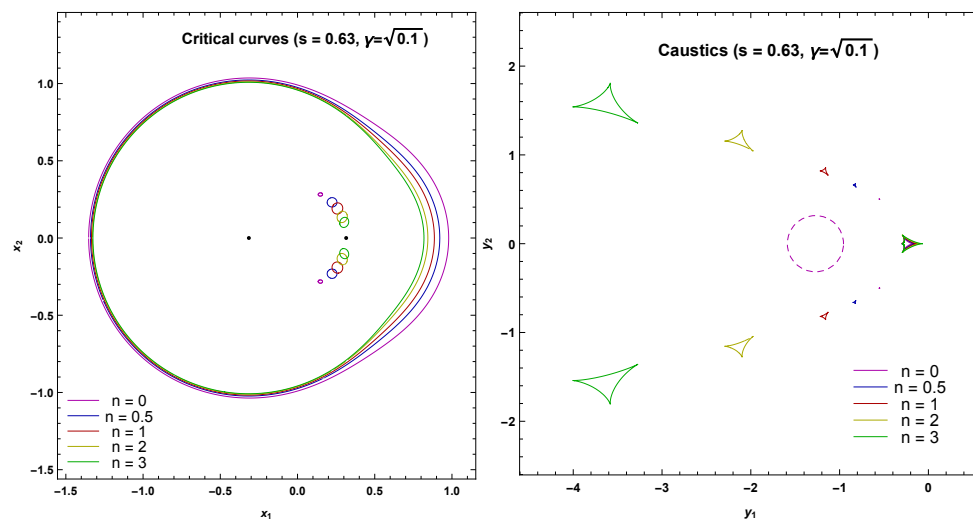 Critical curves (s = 0.63, γ=√0.1)
1.0
0.5
0.0
−0.5
−1.0
−1.5
x₂
n = 0
n = 0.5
n = 1
n = 2
n = 3
−1.5 −1.0 −0.5 0.0 0.5 1.0
x₁
Caustics (s = 0.63, γ=√0.1)
2
1
0
−1
−2
y₂
n = 0
n = 0.5
n = 1
n = 2
n = 3
−4 −3 −2 −1 0
y₁